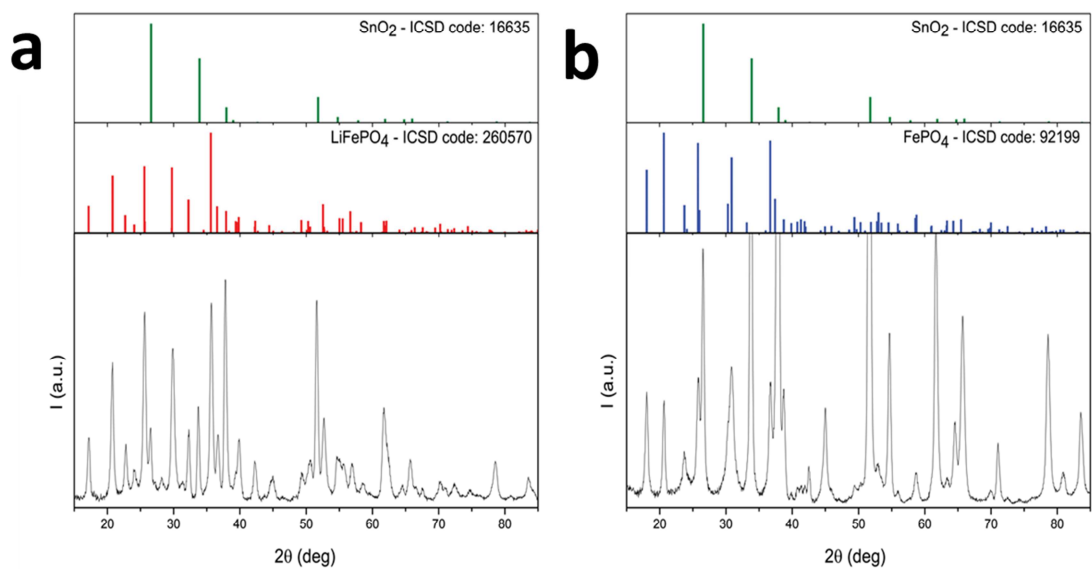 a
SnO₂ - ICSD code: 16635
LiFePO₄ - ICSD code: 260570
I (a.u.)
20 30 40 50 60 70 80
2θ (deg)
b
SnO₂ - ICSD code: 16635
FePO₄ - ICSD code: 92199
I (a.u.)
20 30 40 50 60 70 80
2θ (deg)